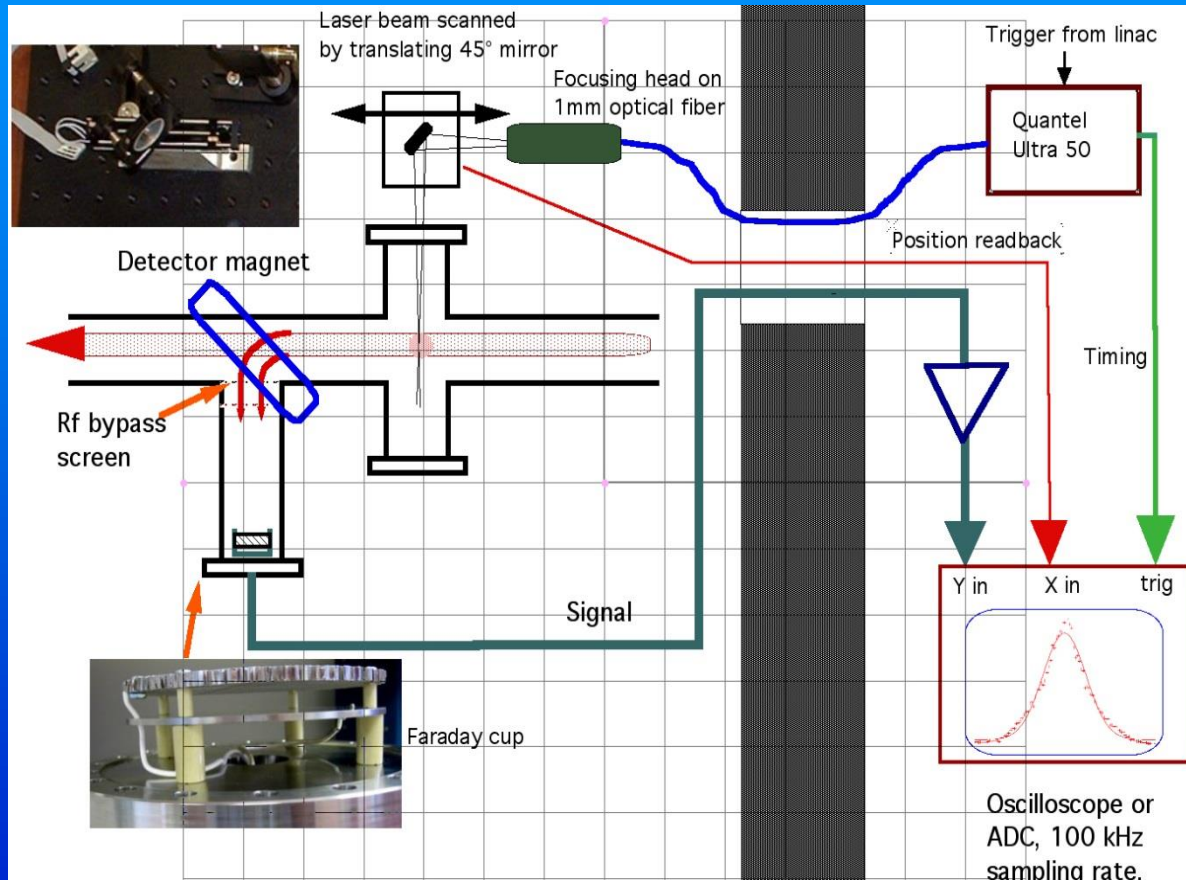 Laser beam scanned
by translating 45° mirror
Trigger from linac
Focusing head on
1mm optical fiber
Quantel
Ultra 50
Position readback
Detector magnet
Timing
Rf bypass
screen
Y in
X in
trig
Signal
Faraday cup
Oscilloscope or
ADC, 100 kHz
sampling rate.